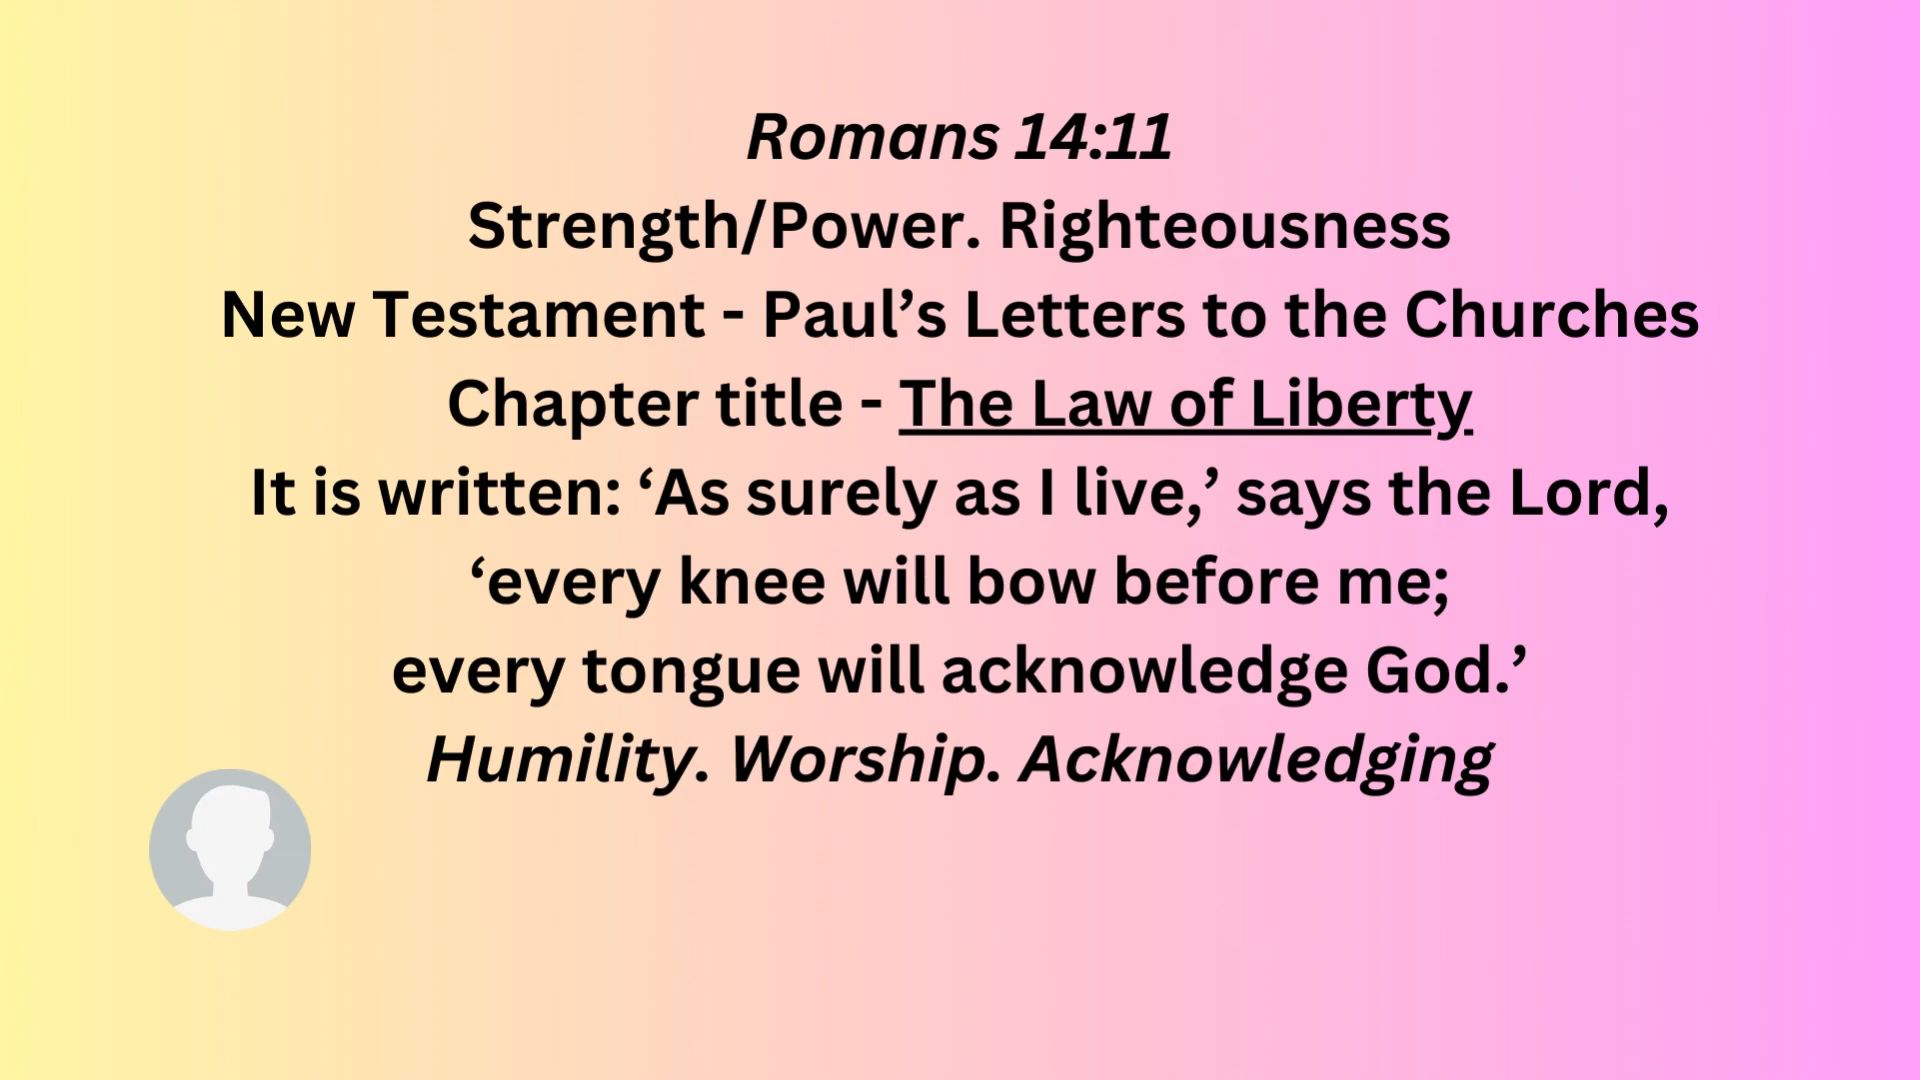 Romans 14:11
Strength/Power. Righteousness
New Testament - Paul’s Letters to the Churches
Chapter title - The Law of Liberty
It is written: ‘As surely as I live,’ says the Lord,
‘every knee will bow before me;
every tongue will acknowledge God.’
Humility. Worship. Acknowledging